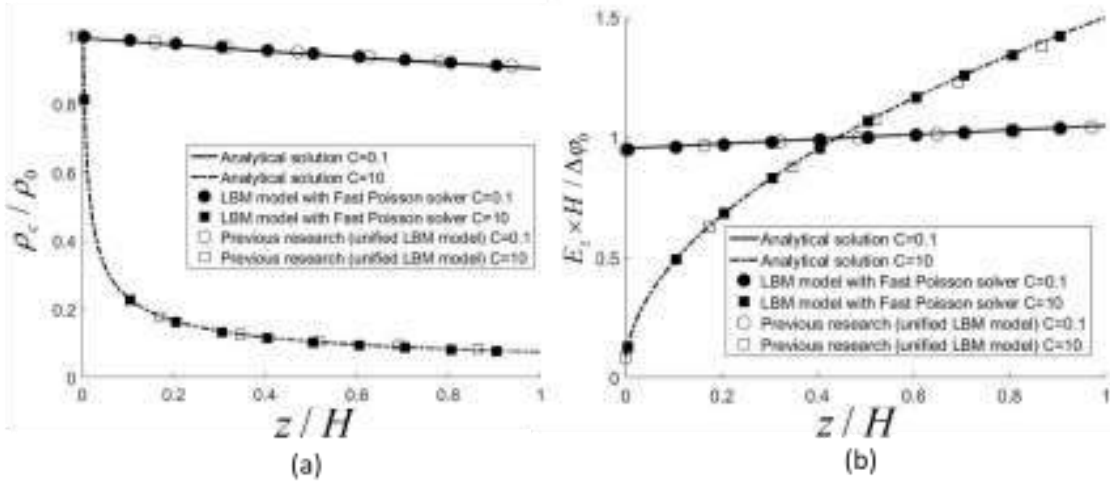 1
0.8
0.6
0.4
0.2
0
ρc / ρ0
Analytical solution C=0.1
Analytical solution C=10
LBM model with Fast Poisson solver C=0.1
LBM model with Fast Poisson solver C=10
Previous research (unified LBM model) C=0.1
Previous research (unified LBM model) C=10
0 0.2 0.4 0.6 0.8 1
z / H
(a)
1.5
1
0.5
0
Ez × H / Δφ0
Analytical solution C=0.1
Analytical solution C=10
LBM model with Fast Poisson solver C=0.1
LBM model with Fast Poisson solver C=10
Previous research (unified LBM model) C=0.1
Previous research (unified LBM model) C=10
0 0.2 0.4 0.6 0.8 1
z / H
(b)